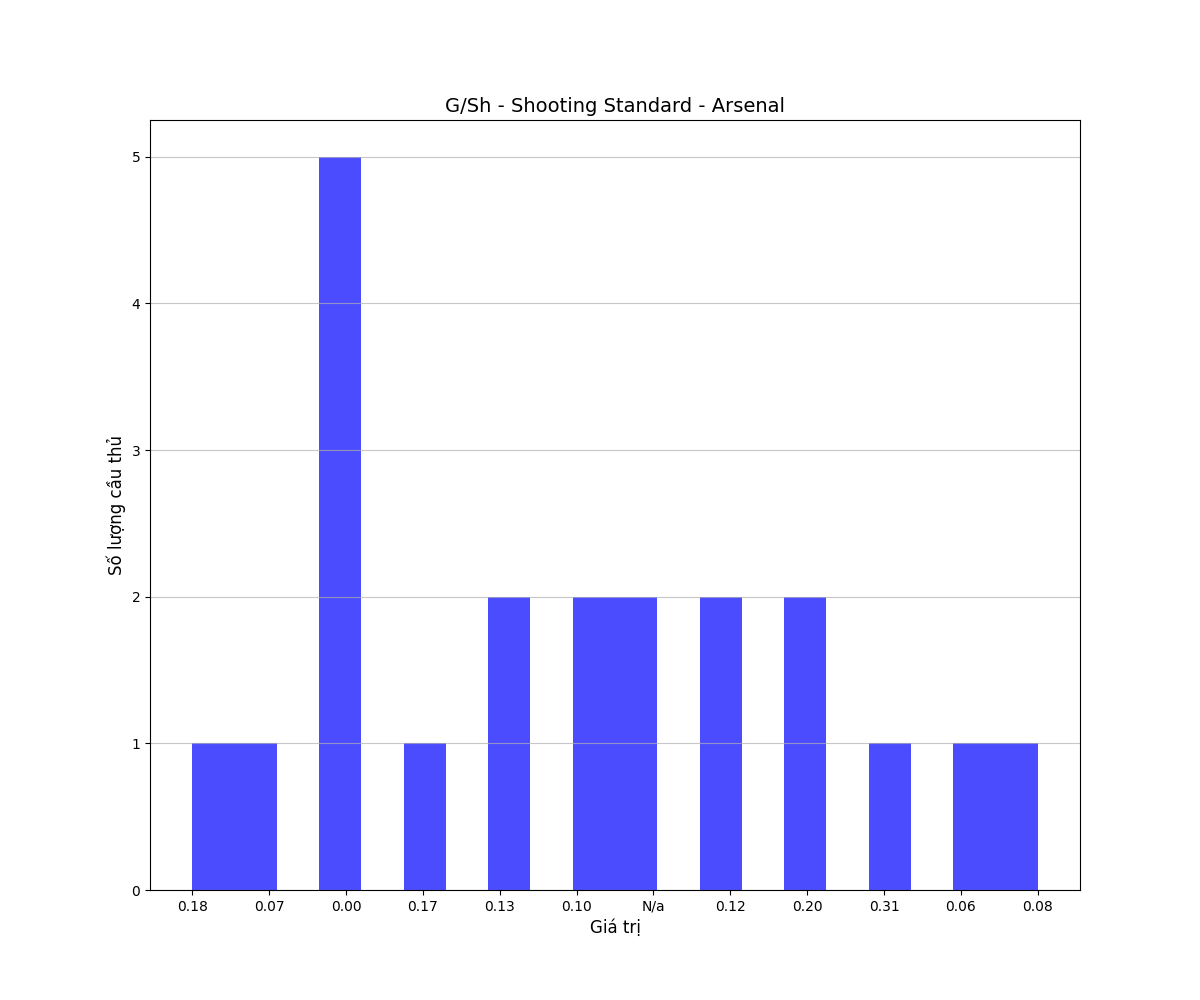 G/Sh - Shooting Standard - Arsenal
5
4
3
2
1
0
Số lượng cầu thủ
0.18 0.07 0.00 0.17 0.13 0.10 N/a 0.12 0.20 0.31 0.06 0.08
Giá trị